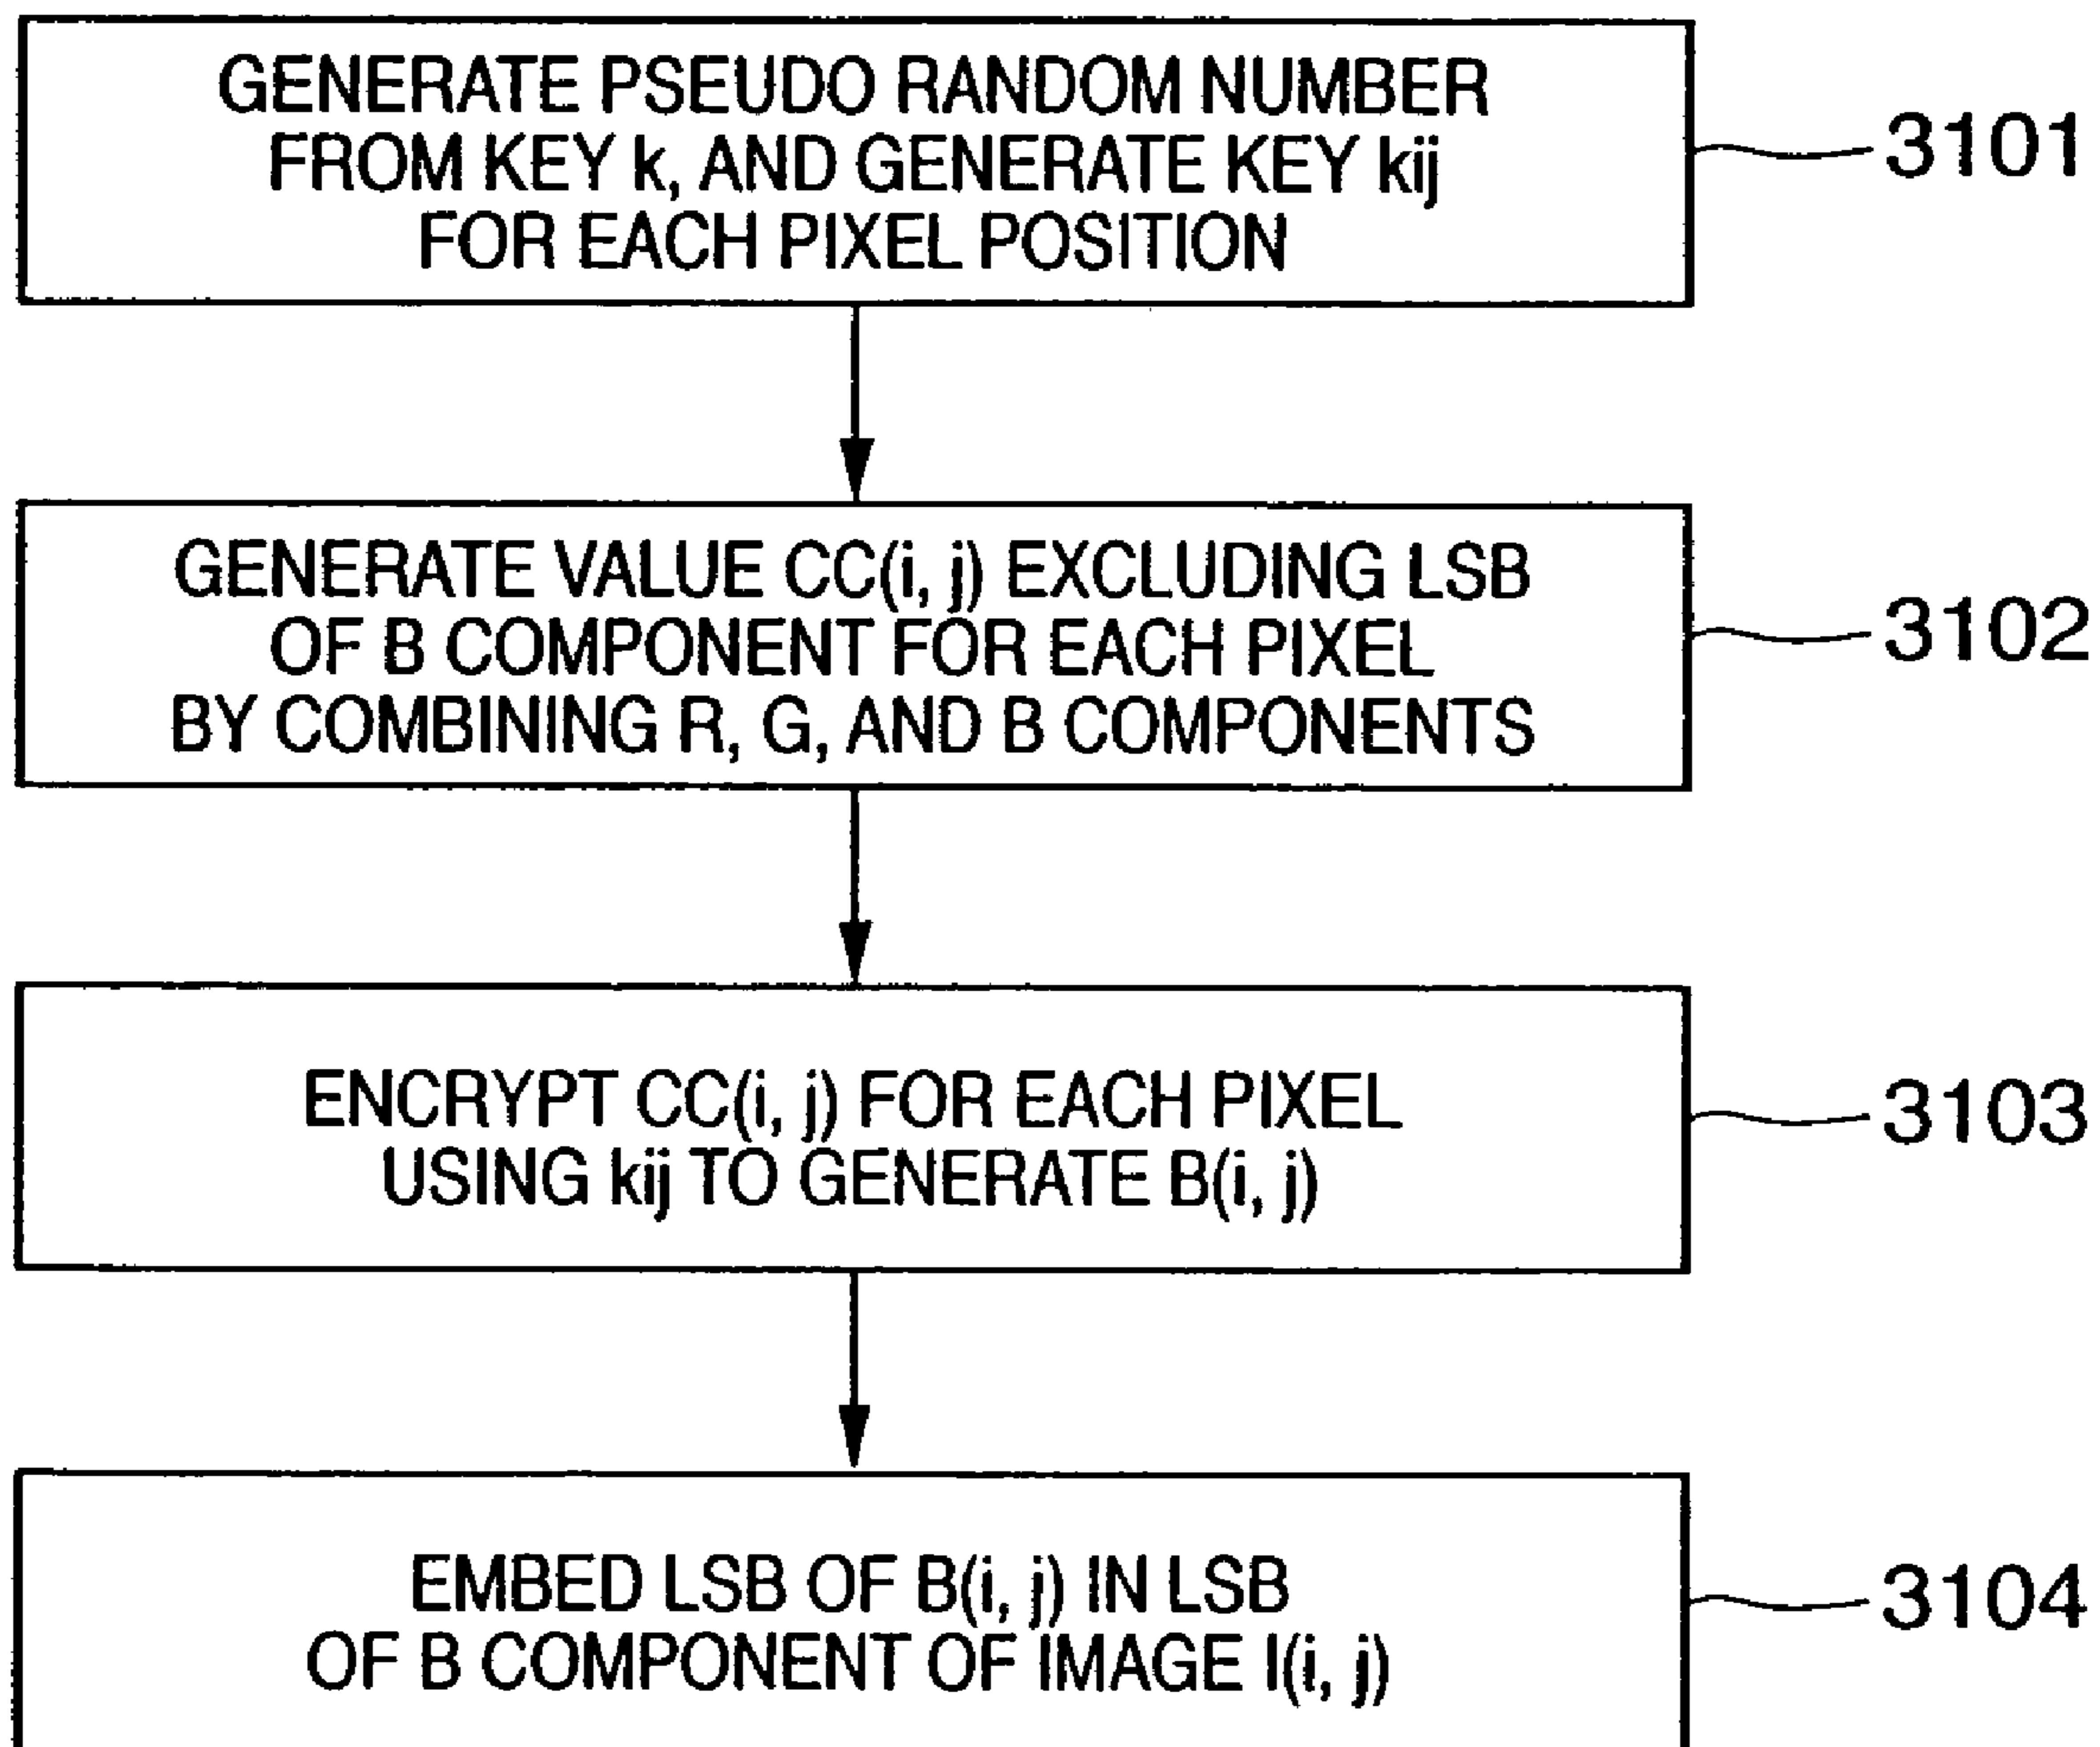 GENERATE PSEUDO RANDOM NUMBER
FROM KEY k, AND GENERATE KEY kij
FOR EACH PIXEL POSITION
3101
GENERATE VALUE CC(i, j) EXCLUDING LSB
OF B COMPONENT FOR EACH PIXEL
BY COMBINING R, G, AND B COMPONENTS
3102
ENCRYPT CC(i, j) FOR EACH PIXEL
USING kij TO GENERATE B(i, j)
3103
EMBED LSB OF B(i, j) IN LSB
OF B COMPONENT OF IMAGE I(i, j)
3104